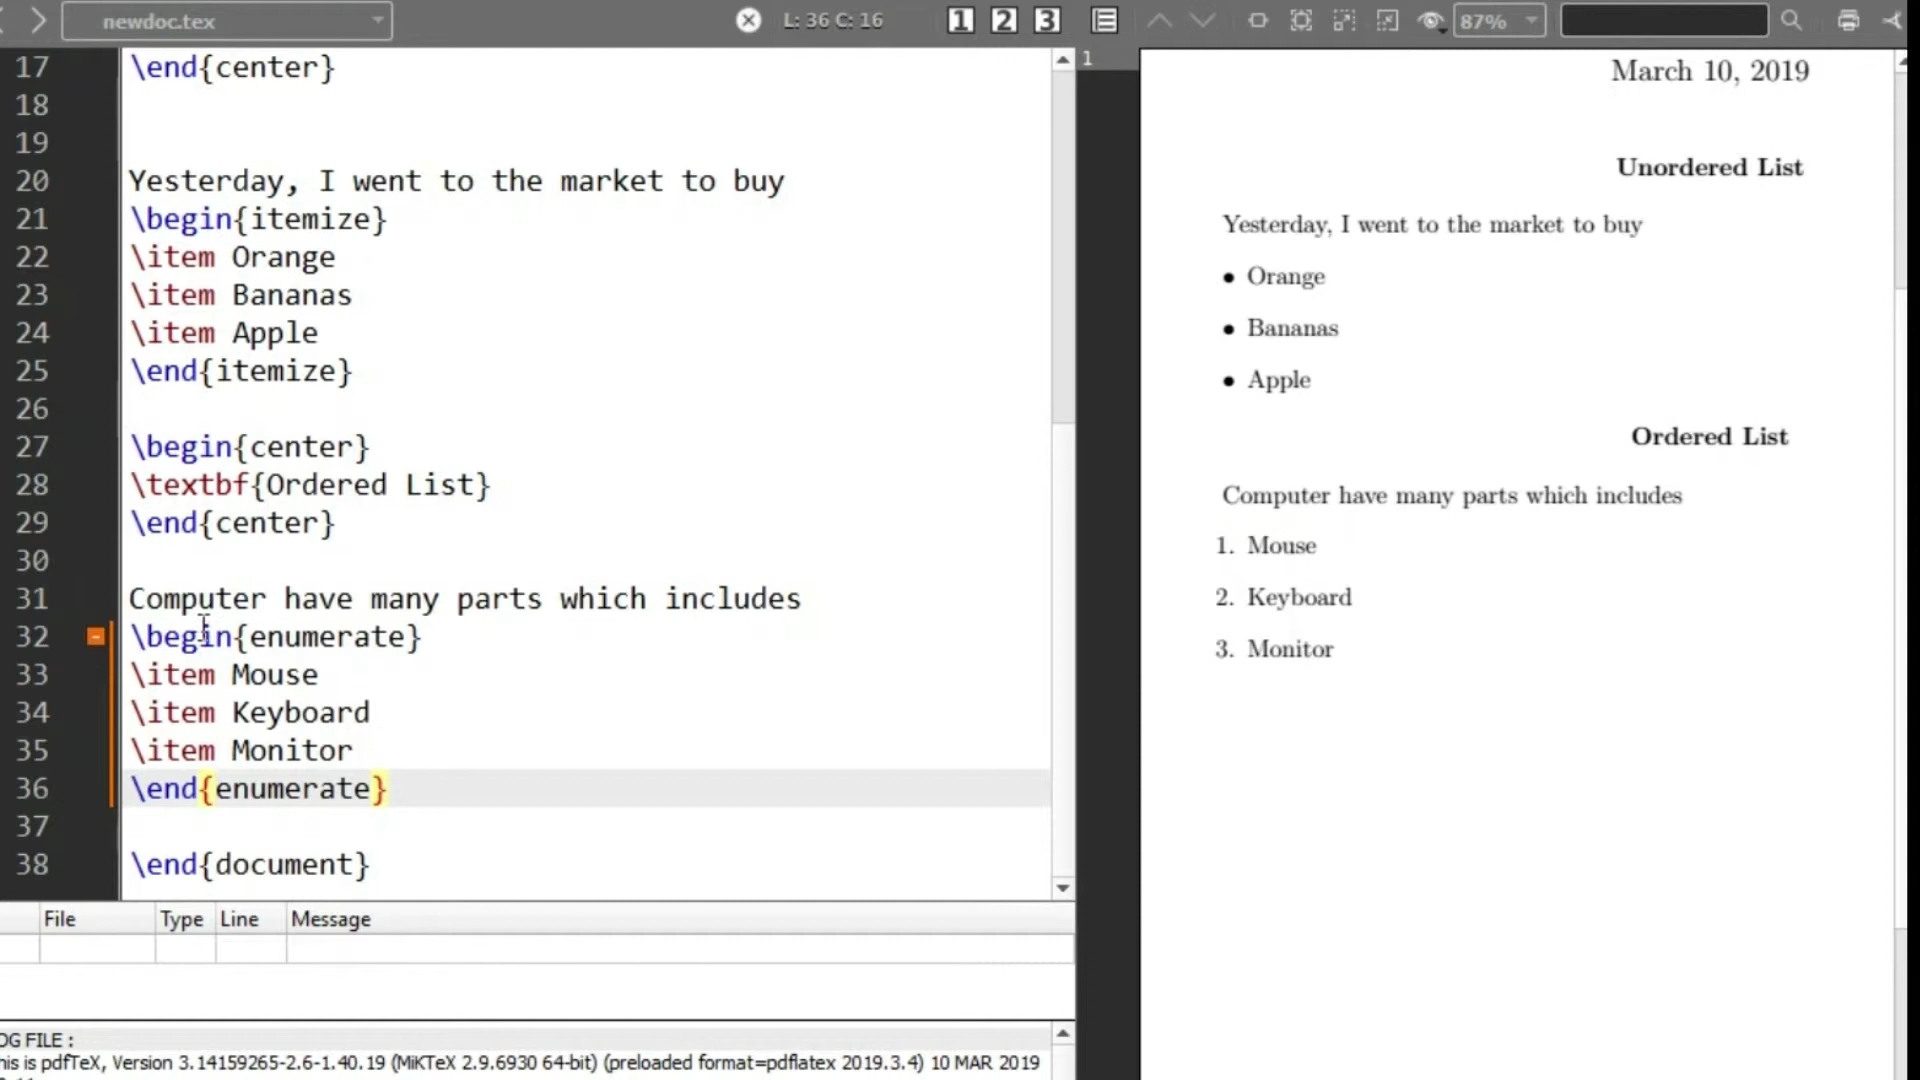 newdoc.tex
L: 36 C: 16
1 2 3
87%
17 \end{center}
18
19
20 Yesterday, I went to the market to buy
21 \begin{itemize}
22 \item Orange
23 \item Bananas
24 \item Apple
25 \end{itemize}
26
27 \begin{center}
28 \textbf{Ordered List}
29 \end{center}
30
31 Computer have many parts which includes
32 \begin{enumerate}
33 \item Mouse
34 \item Keyboard
35 \item Monitor
36 \end{enumerate}
37
38 \end{document}
File Type Line Message
OG FILE :
his is pdfTeX, Version 3.14159265-2.6-1.40.19 (MiKTeX 2.9.6930 64-bit) (preloaded format=pdflatex 2019.3.4) 10 MAR 2019
1
March 10, 2019
Unordered List
Yesterday, I went to the market to buy
• Orange
• Bananas
• Apple
Ordered List
Computer have many parts which includes
1. Mouse
2. Keyboard
3. Monitor